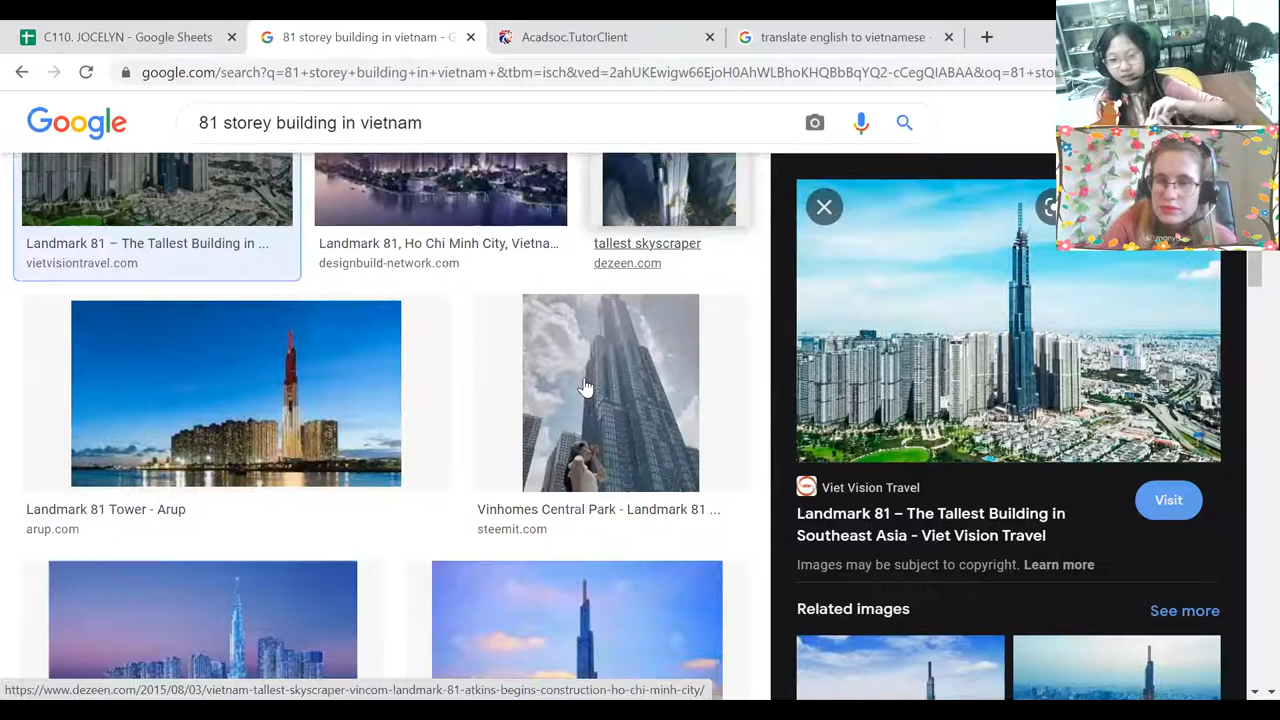 C110. JOCELYN - Google Sheets
81 storey building in vietnam - G
Acadsoc.TutorClient
translate english to vietnamese -
google.com/search?q=81+storey+building+in+vietnam+&tbm=isch&ved=2ahUKEwigw66EjoH0AhWLBhoKHQBbBqYQ2-cCegQIABAA&oq=81+sto
Google
81 storey building in vietnam
Landmark 81 – The Tallest Building in ...
vietvisiontravel.com
Landmark 81, Ho Chi Minh City, Vietna...
designbuild-network.com
tallest skyscraper
dezeen.com
Landmark 81 Tower - Arup
arup.com
Vinhomes Central Park - Landmark 81 ...
steemit.com
Viet Vision Travel
Visit
Landmark 81 – The Tallest Building in
Southeast Asia - Viet Vision Travel
Images may be subject to copyright. Learn more
Related images
See more
https://www.dezeen.com/2015/08/03/vietnam-tallest-skyscraper-vincom-landmark-81-atkins-begins-construction-ho-chi-minh-city/